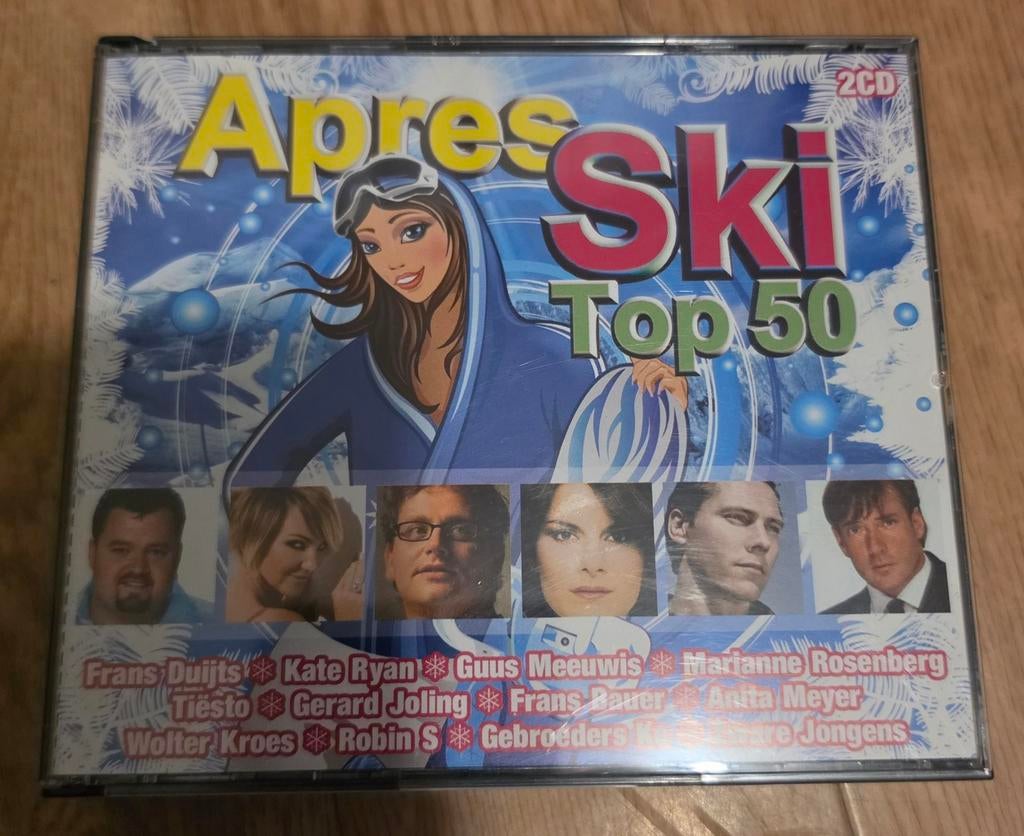 2CD
Apres
Ski
Top 50
Frans Duijts * Kate Ryan * Guus Meeuwis * Marianne Rosenberg
Tiësto * Gerard Joling * Frans Bauer * Anita Meyer
Wolter Kroes * Robin S * Gebroeders Ko * Jongens